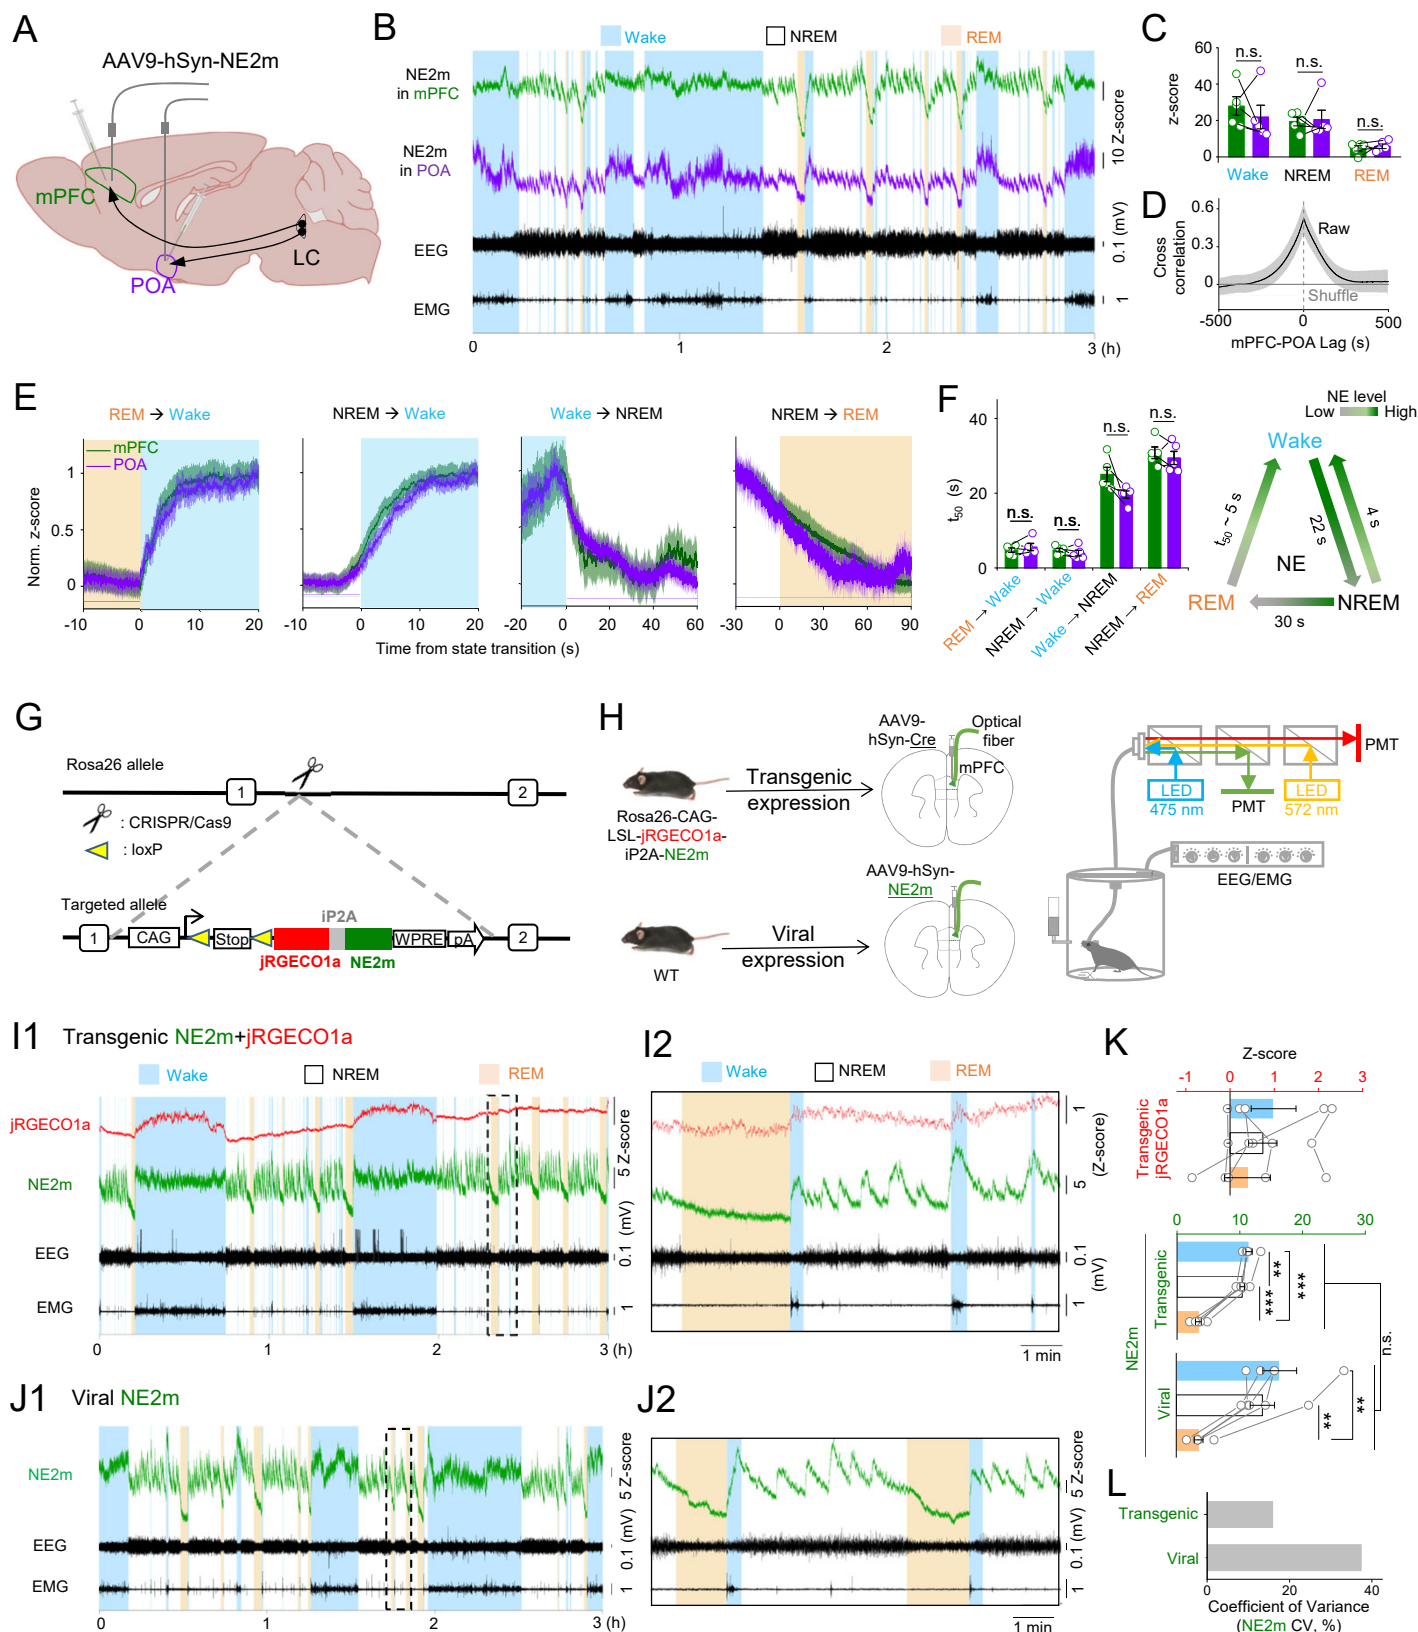 A
AAV9-hSyn-NE2m
mPFC
POA
LC
B
Wake
NREM
REM
NE2m
in mPFC
NE2m
in POA
EEG
EMG
10 Z-score
0.1 (mV)
1
0
1
2
3 (h)
C
z-score
60
40
20
0
n.s.
n.s.
n.s.
Wake
NREM
REM
D
Cross
correlation
0.6
0.3
0
Raw
Shuffle
-500
0
500
mPFC-POA Lag (s)
E
REM → Wake
NREM → Wake
Wake → NREM
NREM → REM
mPFC
POA
Norm. z-score
1
0.5
0
-10
0
10
20
-10
0
10
20
-20
0
20
40
60
-30
0
30
60
90
Time from state transition (s)
F
t50 (s)
40
20
0
n.s.
n.s.
n.s.
n.s.
REM → Wake
NREM → Wake
Wake → NREM
NREM → REM
NE level
Low
High
Wake
t50 ~ 5 s
22 s
4 s
NE
REM
NREM
30 s
G
Rosa26 allele
1
2
: CRISPR/Cas9
: loxP
Targeted allele
iP2A
1
CAG
Stop
WPRE
pA
2
jRGECO1a
NE2m
H
Rosa26-CAG-
LSL-jRGECO1a-
iP2A-NE2m
Transgenic
expression
AAV9-
hSyn-Cre
Optical
fiber
mPFC
WT
Viral
expression
AAV9-hSyn-
NE2m
PMT
LED
475 nm
PMT
LED
572 nm
EEG/EMG
I1
Transgenic NE2m+jRGECO1a
Wake
NREM
REM
jRGECO1a
NE2m
EEG
EMG
5 Z-score
0.1 (mV)
1
0
1
2
3 (h)
I2
Wake
NREM
REM
1
5
(Z-score)
0.1
(mV)
1
1 min
J1
Viral NE2m
NE2m
EEG
EMG
5 Z-score
0.1 (mV)
1
0
1
2
3 (h)
J2
5 Z-score
0.1 (mV)
1
1 min
K
Z-score
-1
0
1
2
3
Transgenic
jRGECO1a
0
10
20
30
NE2m
Transgenic
**
***
***
Viral
**
**
n.s.
L
Transgenic
Viral
0
20
40
Coefficient of Variance
(NE2m CV, %)